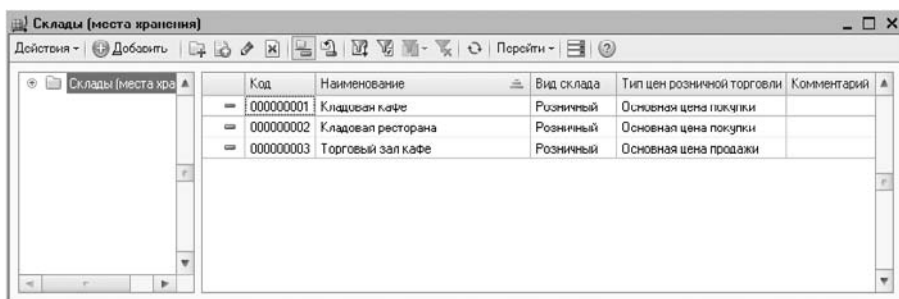 Склады (места хранения)
Действия Добавить Перейти
Склады (места хра
Код Наименование Вид склада Тип цен розничной торговли Комментарий
000000001 Кладовая кафе Розничный Основная цена покупки
000000002 Кладовая ресторана Розничный Основная цена покупки
000000003 Торговый зал кафе Розничный Основная цена продажи